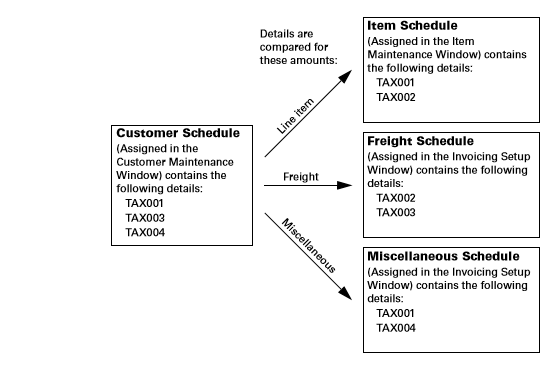 Details are
compared for
these amounts:
Customer Schedule
(Assigned in the
Customer Maintenance
Window) contains the
following details:
TAX001
TAX003
TAX004
Line item
Freight
Miscellaneous
Item Schedule
(Assigned in the Item
Maintenance Window) contains
the following details:
TAX001
TAX002
Freight Schedule
(Assigned in the Invoicing Setup
Window) contains the following
details:
TAX002
TAX003
Miscellaneous Schedule
(Assigned in the Invoicing Setup
Window) contains the following
details:
TAX001
TAX004